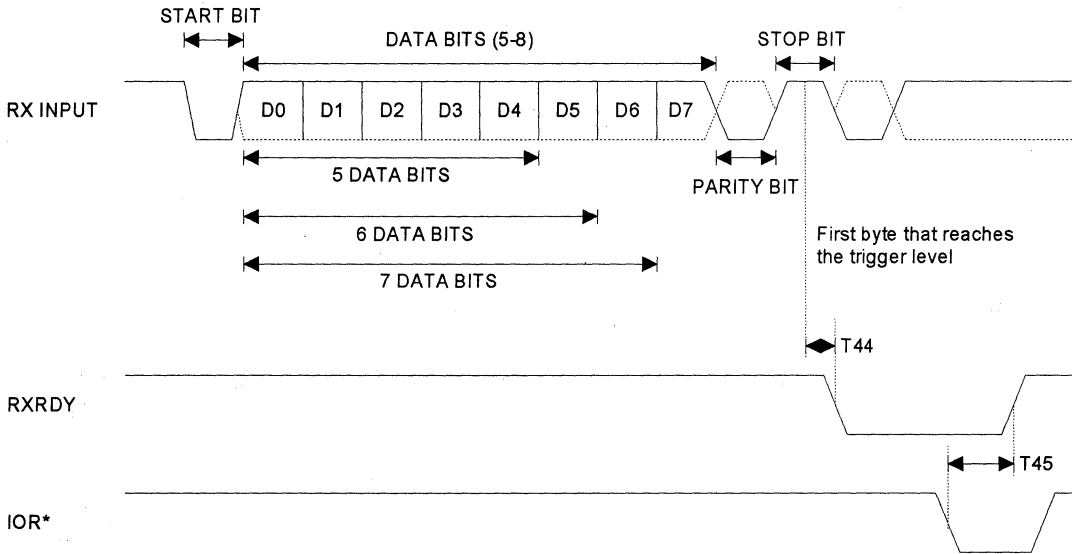 START BIT
DATA BITS (5-8)
STOP BIT
RX INPUT
D0 D1 D2 D3 D4 D5 D6 D7
5 DATA BITS
PARITY BIT
6 DATA BITS
First byte that reaches
the trigger level
7 DATA BITS
T44
RXRDY
T45
IOR*